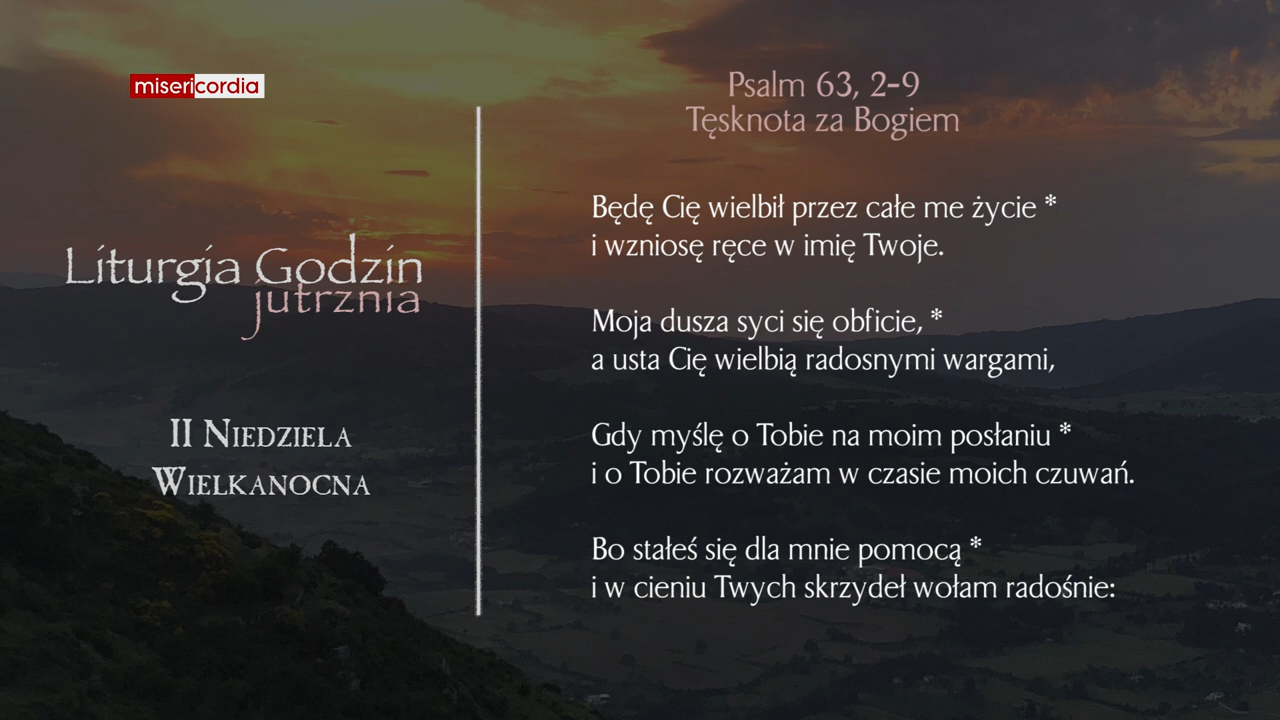 misericordia
Liturgia Godzin
jutrznia
II Niedziela
Wielkanocna
Psalm 63, 2-9
Tęsknota za Bogiem
Będę Cię wielbił przez całe me życie *
i wzniosę ręce w imię Twoje.
Moja dusza syci się obficie, *
a usta Cię wielbią radosnymi wargami,
Gdy myślę o Tobie na moim posłaniu *
i o Tobie rozważam w czasie moich czuwań.
Bo stałeś się dla mnie pomocą *
i w cieniu Twych skrzydeł wołam radośnie: